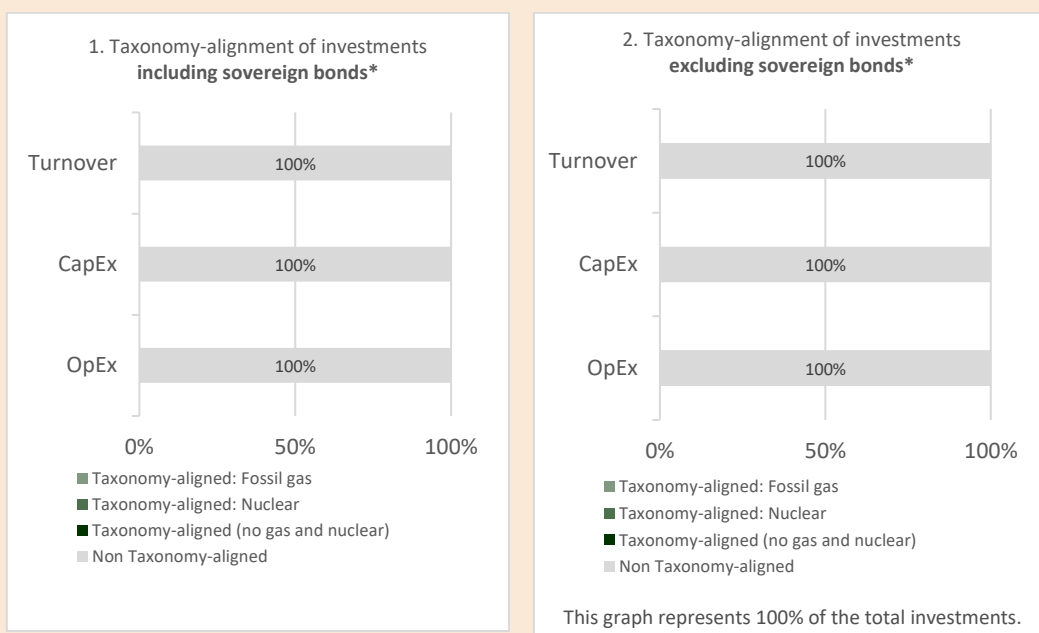 1. Taxonomy-alignment of investments
including sovereign bonds*
Turnover
100%
CapEx
100%
OpEx
100%
0%
50%
100%
Taxonomy-aligned: Fossil gas
Taxonomy-aligned: Nuclear
Taxonomy-aligned (no gas and nuclear)
Non Taxonomy-aligned
2. Taxonomy-alignment of investments
excluding sovereign bonds*
Turnover
100%
CapEx
100%
OpEx
100%
0%
50%
100%
Taxonomy-aligned: Fossil gas
Taxonomy-aligned: Nuclear
Taxonomy-aligned (no gas and nuclear)
Non Taxonomy-aligned
This graph represents 100% of the total investments.